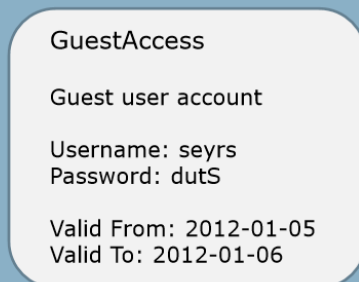 GuestAccess
Guest user account
Username: seyrs
Password: dutS
Valid From: 2012-01-05
Valid To: 2012-01-06